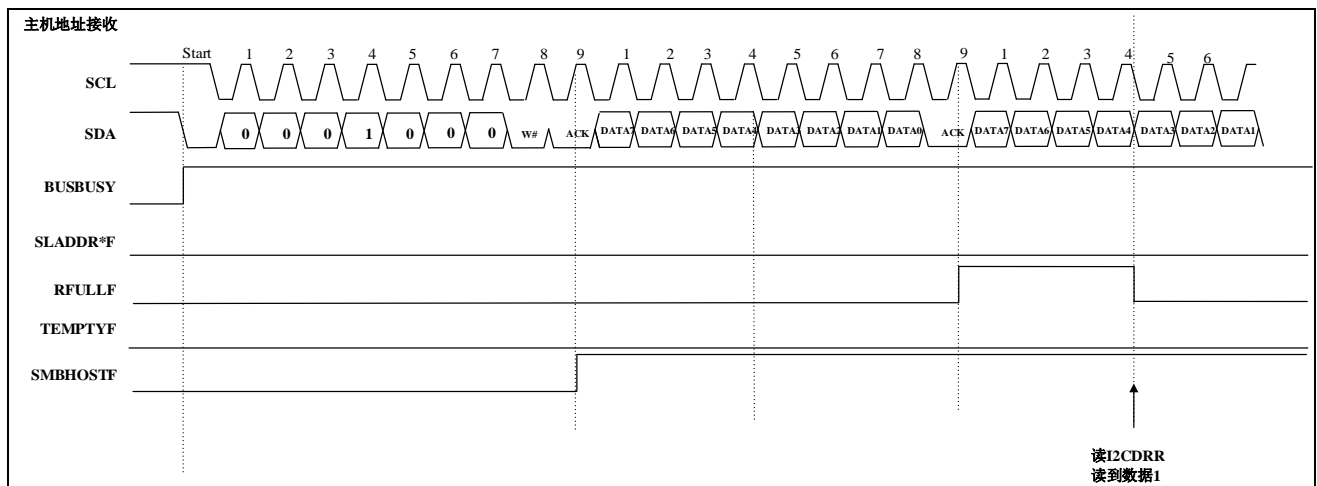 主机地址接收
Start 1 2 3 4 5 6 7 8 9 1 2 3 4 5 6 7 8 9 1 2 3 4 5 6
SCL
SDA 0 0 0 1 0 0 0 W# ACK DATA7 DATA6 DATA5 DATA4 DATA3 DATA2 DATA1 DATA0 ACK DATA7 DATA6 DATA5 DATA4 DATA3 DATA2 DATA1
BUSBUSY
SLADDR*F
RFULLF
TEMPTYF
SMBHOSTF
读I2CDRR
读到数据1